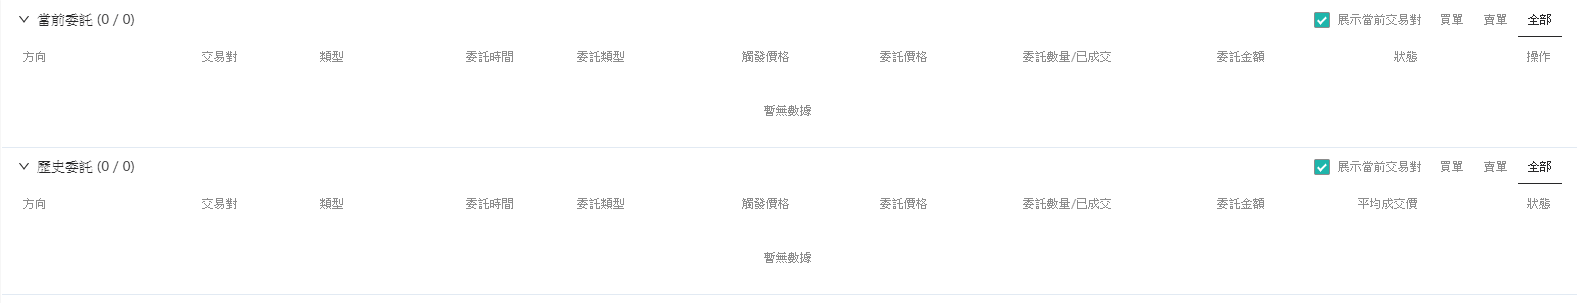 當前委託 (0 / 0) 展示當前交易對 買單 賣單 全部
方向 交易對 類型 委託時間 委託類型 觸發價格 委託價格 委託數量/已成交 委託金額 狀態 操作
暫無數據
歷史委託 (0 / 0) 展示當前交易對 買單 賣單 全部
方向 交易對 類型 委託時間 委託類型 觸發價格 委託價格 委託數量/已成交 委託金額 平均成交價 狀態
暫無數據